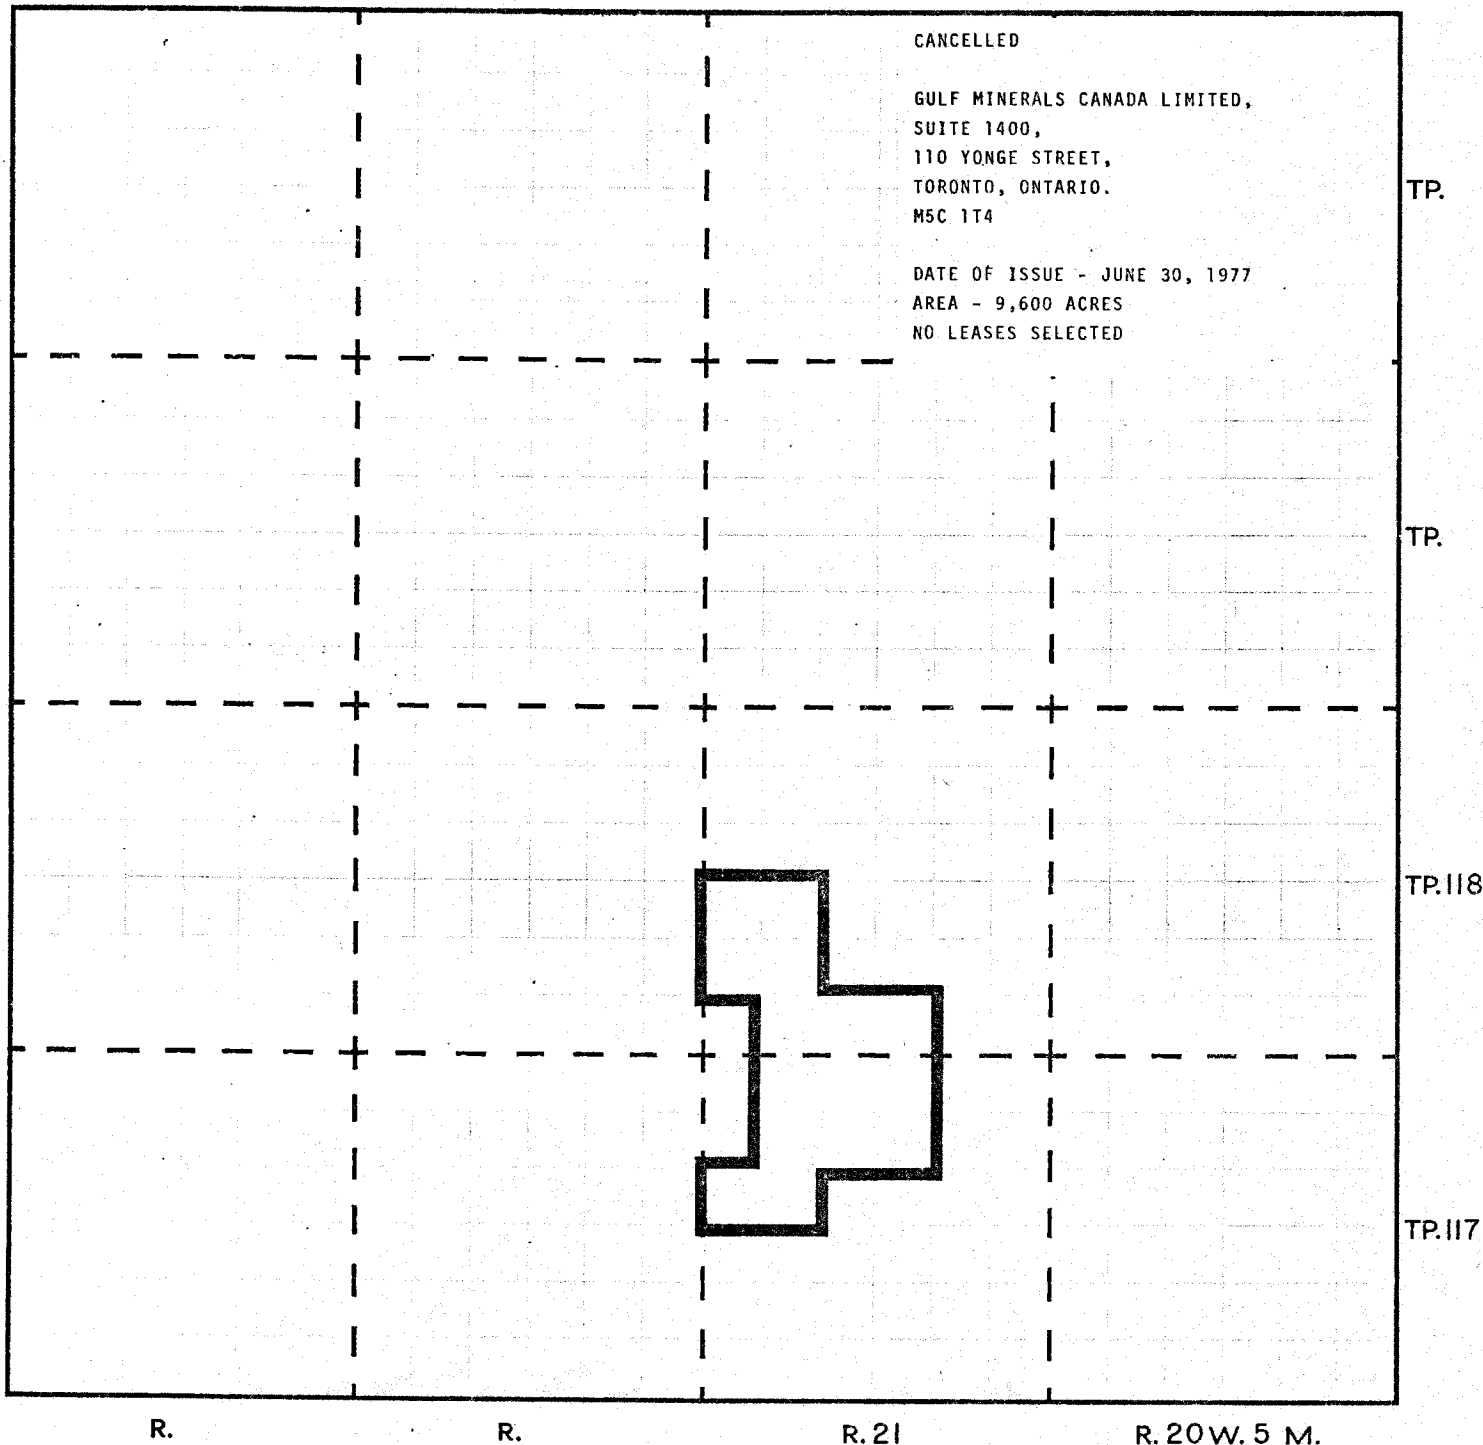 CANCELLED
GULF MINERALS CANADA LIMITED,
SUITE 1400,
110 YONGE STREET,
TORONTO, ONTARIO.
M5C 1T4
DATE OF ISSUE - JUNE 30, 1977
AREA - 9,600 ACRES
NO LEASES SELECTED
TP.
TP.
TP.118
TP.117
R.
R.
R.21
R.20W.5 M.